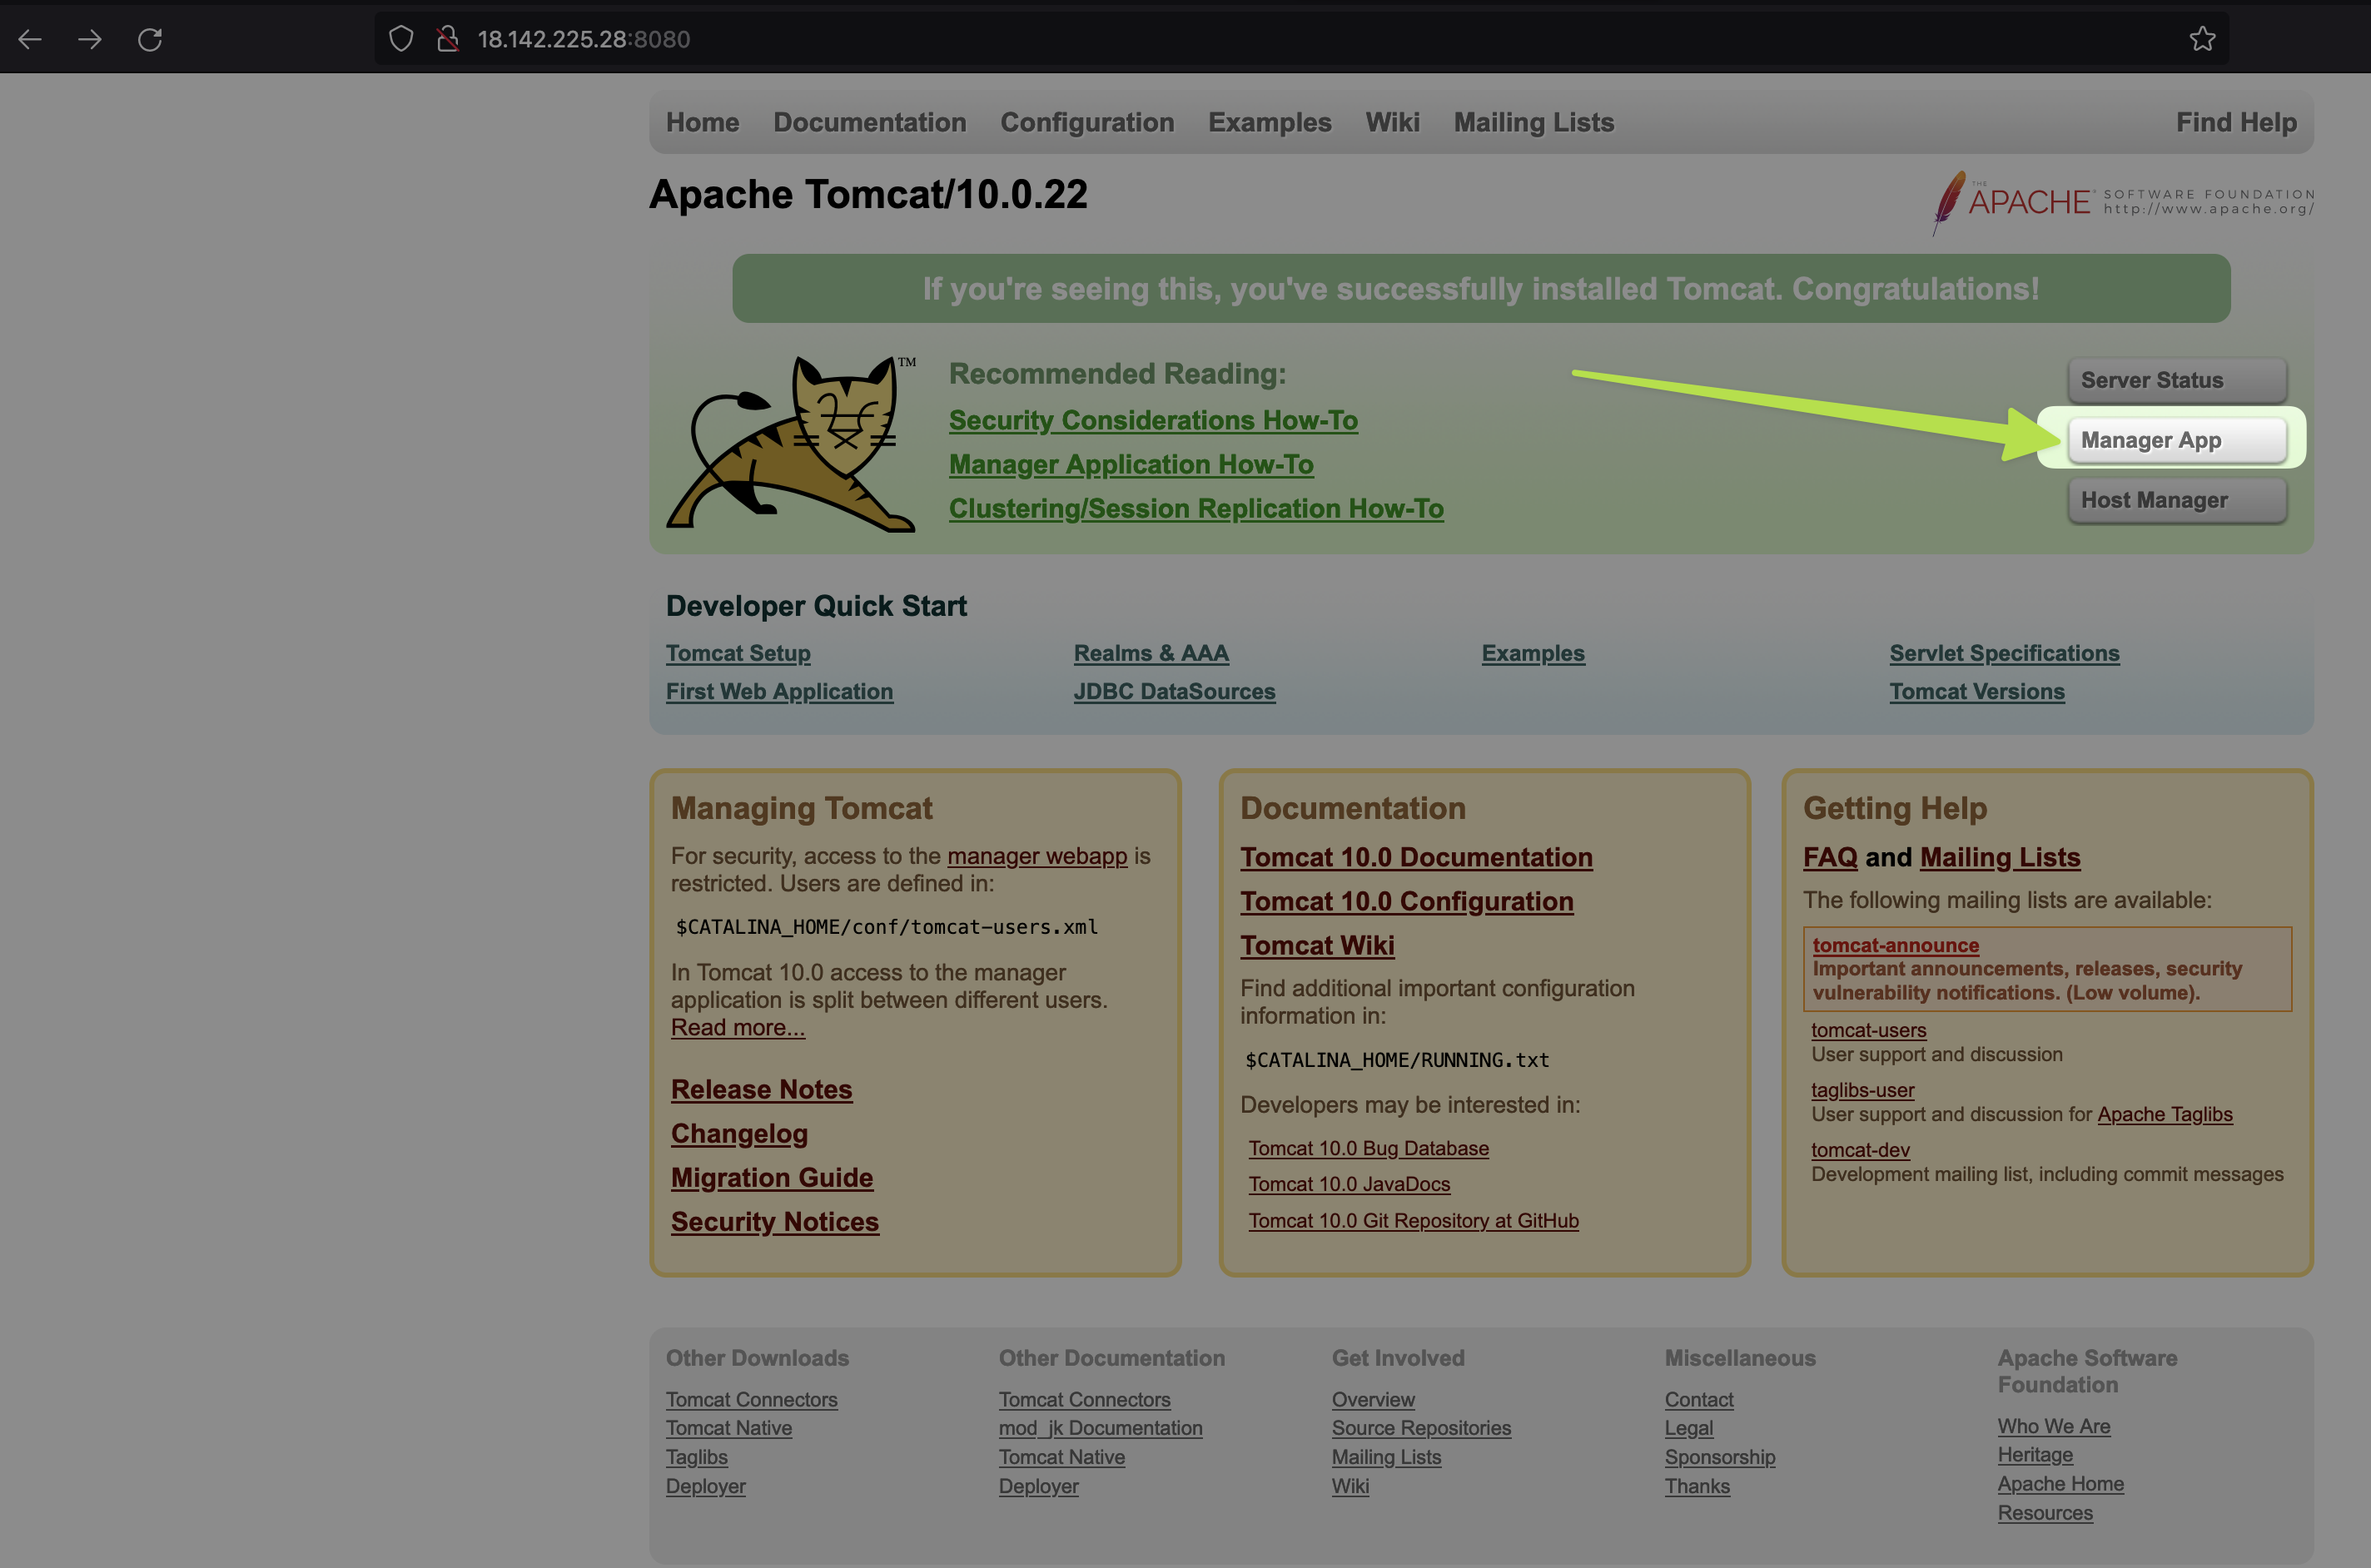 18.142.225.28:8080
Home Documentation Configuration Examples Wiki Mailing Lists Find Help
Apache Tomcat/10.0.22
THE APACHE® SOFTWARE FOUNDATION
http://www.apache.org/
If you're seeing this, you've successfully installed Tomcat. Congratulations!
TM
Recommended Reading:
Security Considerations How-To
Manager Application How-To
Clustering/Session Replication How-To
Server Status
Manager App
Host Manager
Developer Quick Start
Tomcat Setup
First Web Application
Realms & AAA
JDBC DataSources
Examples
Servlet Specifications
Tomcat Versions
Managing Tomcat
For security, access to the manager webapp is
restricted. Users are defined in:
$CATALINA_HOME/conf/tomcat-users.xml
In Tomcat 10.0 access to the manager
application is split between different users.
Read more...
Release Notes
Changelog
Migration Guide
Security Notices
Documentation
Tomcat 10.0 Documentation
Tomcat 10.0 Configuration
Tomcat Wiki
Find additional important configuration
information in:
$CATALINA_HOME/RUNNING.txt
Developers may be interested in:
Tomcat 10.0 Bug Database
Tomcat 10.0 JavaDocs
Tomcat 10.0 Git Repository at GitHub
Getting Help
FAQ and Mailing Lists
The following mailing lists are available:
tomcat-announce
Important announcements, releases, security
vulnerability notifications. (Low volume).
tomcat-users
User support and discussion
taglibs-user
User support and discussion for Apache Taglibs
tomcat-dev
Development mailing list, including commit messages
Other Downloads
Tomcat Connectors
Tomcat Native
Taglibs
Deployer
Other Documentation
Tomcat Connectors
mod_jk Documentation
Tomcat Native
Deployer
Get Involved
Overview
Source Repositories
Mailing Lists
Wiki
Miscellaneous
Contact
Legal
Sponsorship
Thanks
Apache Software
Foundation
Who We Are
Heritage
Apache Home
Resources